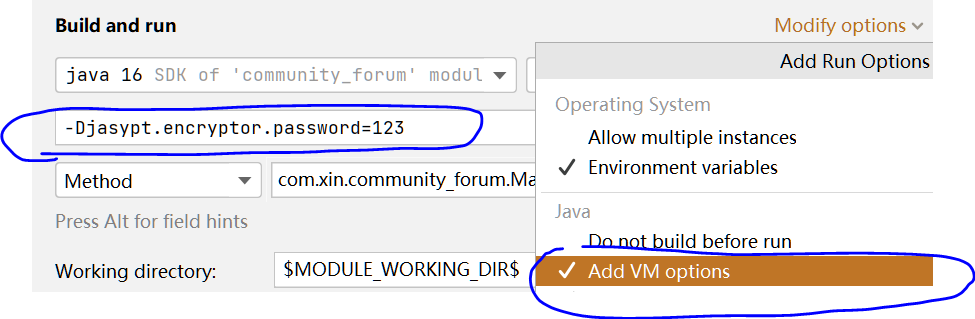 Build and run
Modify options
java 16 SDK of 'community_forum' modul
Add Run Options
Operating System
-Djasypt.encryptor.password=123
Allow multiple instances
Environment variables
Method
com.xin.community_forum.Ma
Java
Press Alt for field hints
Do not build before run
Working directory:
$MODULE_WORKING_DIR$
Add VM options